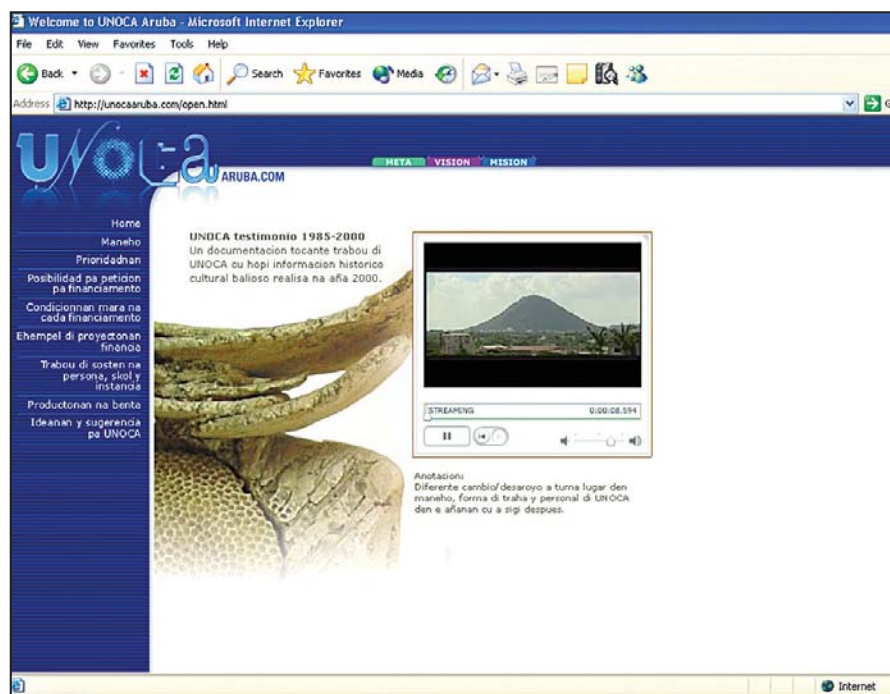 Welcome to UNOCA Aruba - Microsoft Internet Explorer
File Edit View Favorites Tools Help
Back Search Favorites Media
Address http://unocaaruba.com/open.html G
UNOCA
ARUBA.COM
META VISION MISION
Home
Maneho
Prioridadnan
Posibilidad pa peticion
pa financiamento
Condicionnan mara na
cada financiamento
Ehempel di proyectonan
financia
Trabou di sosten na
persona, skol y
instancia
Productonan na benta
Ideanan y sugerencia
pa UNOCA
UNOCA testimonio 1985-2000
Un documentacion tocante trabou di
UNOCA cu hopi informacion historico
cultural balioso realisa na aña 2000.
STREAMING 0:00:08.594
Anotacion:
Diferente cambio/desaroyo a tuma lugar den
maneho, forma di traha y personal di UNOCA
den e añanan cu a sigi despues.
Internet